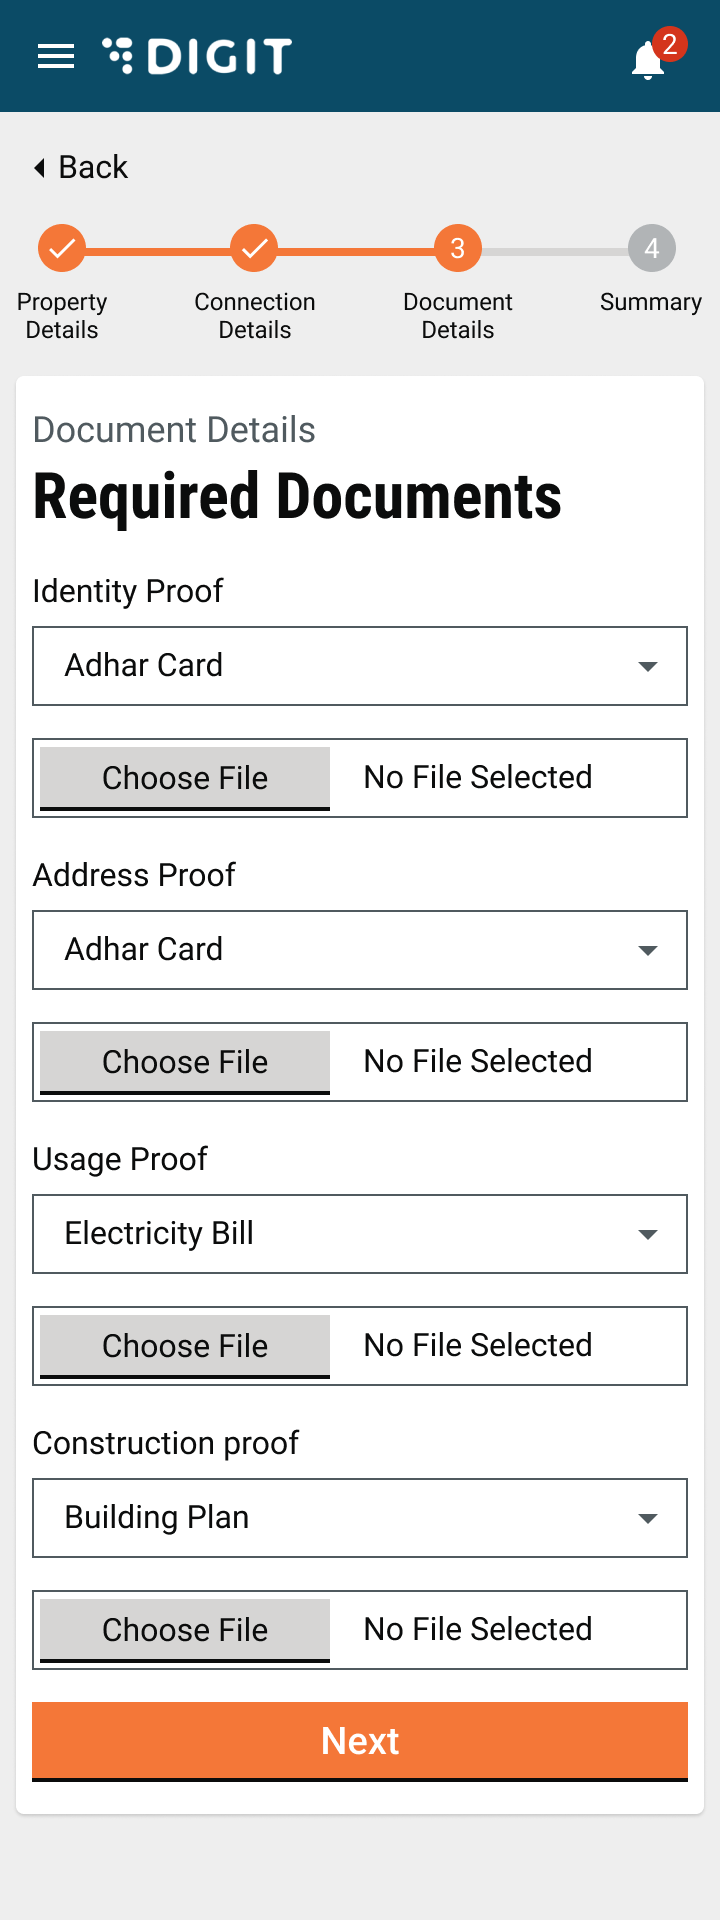 DIGIT
2
Back
3
4
Property Details
Connection Details
Document Details
Summary
Document Details
Required Documents
Identity Proof
Adhar Card
Choose File
No File Selected
Address Proof
Adhar Card
Choose File
No File Selected
Usage Proof
Electricity Bill
Choose File
No File Selected
Construction proof
Building Plan
Choose File
No File Selected
Next